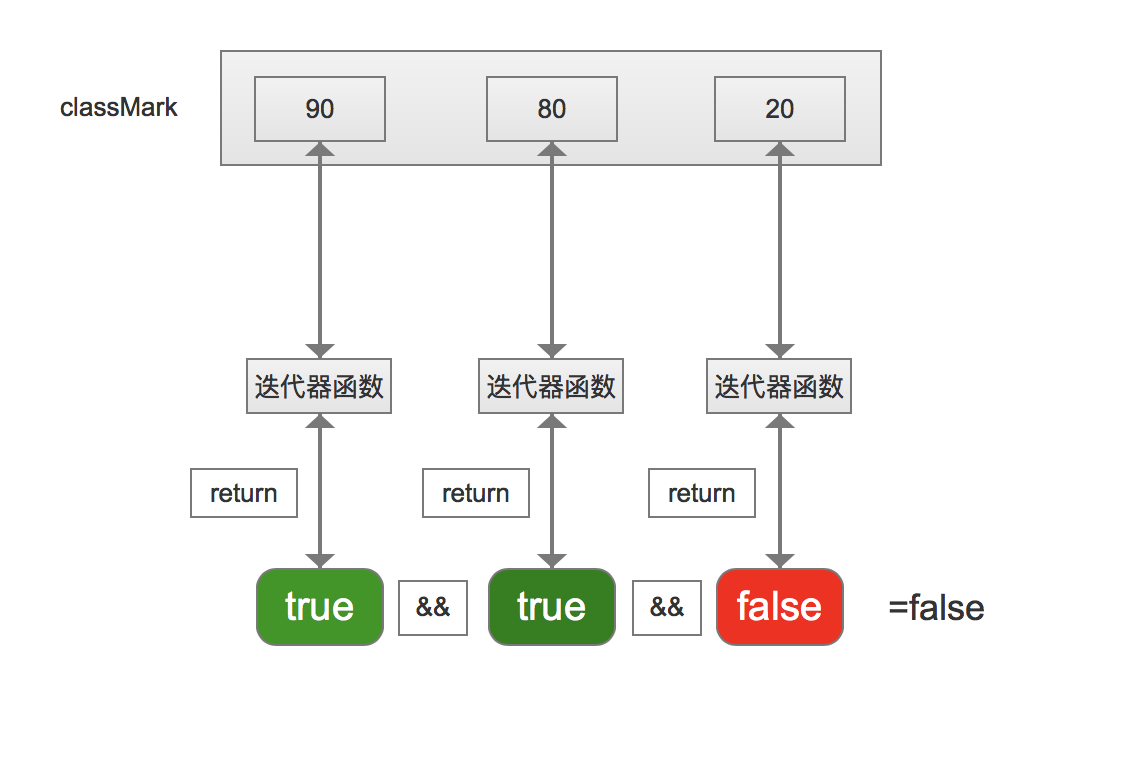 classMark
90
80
20
迭代器函数
迭代器函数
迭代器函数
return
return
return
true
&&
true
&&
false
=false